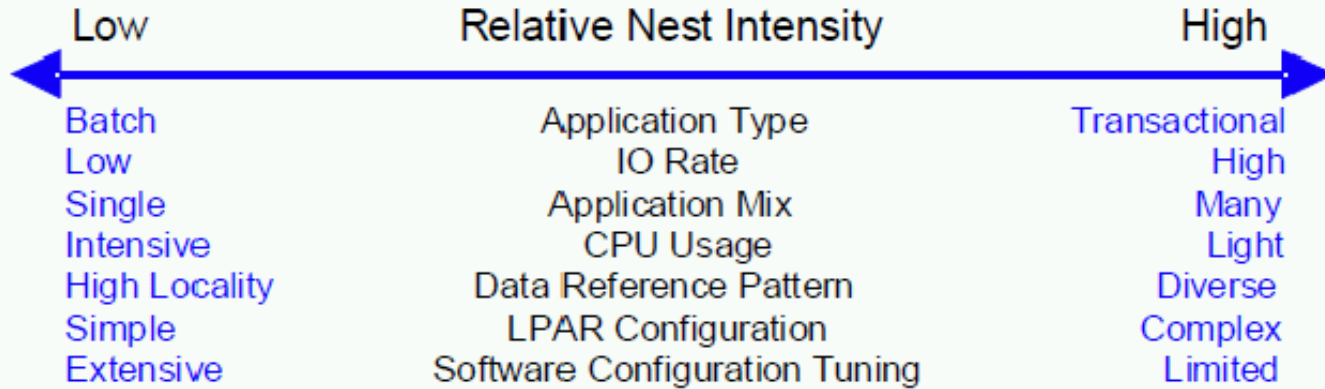 Low Relative Nest Intensity High
Batch Application Type Transactional
Low IO Rate High
Single Application Mix Many
Intensive CPU Usage Light
High Locality Data Reference Pattern Diverse
Simple LPAR Configuration Complex
Extensive Software Configuration Tuning Limited